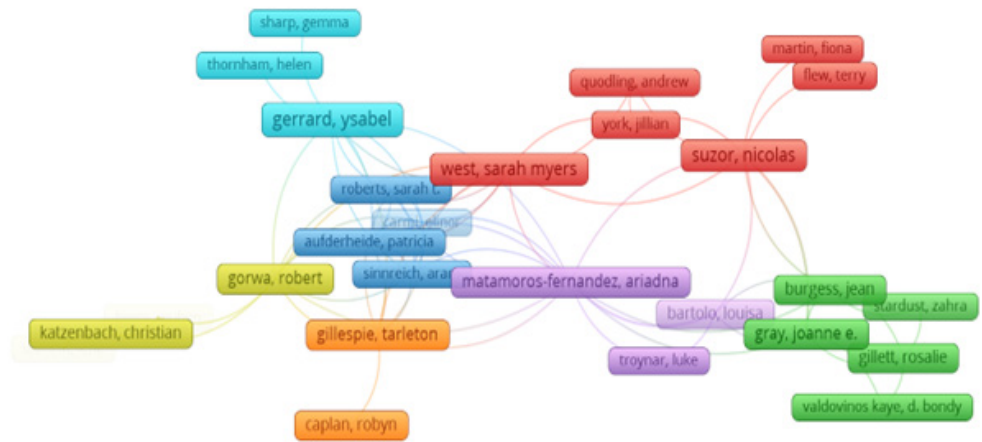 sharp, gemma
thornham, helen
gerrard, ysabel
martin, fiona
flew, terry
quodling, andrew
york, jillian
suzor, nicolas
west, sarah myers
roberts, sarah t.
aufderheide, patricia
sinnreich, aram
gorwa, robert
matamoros-fernandez, ariadna
burgess, jean
stardust, zahra
bartolo, louisa
katzenbach, christian
gillespie, tarleton
gray, joanne e.
troynar, luke
gillett, rosalie
valdovinos kaye, d. bondy
caplan, robyn